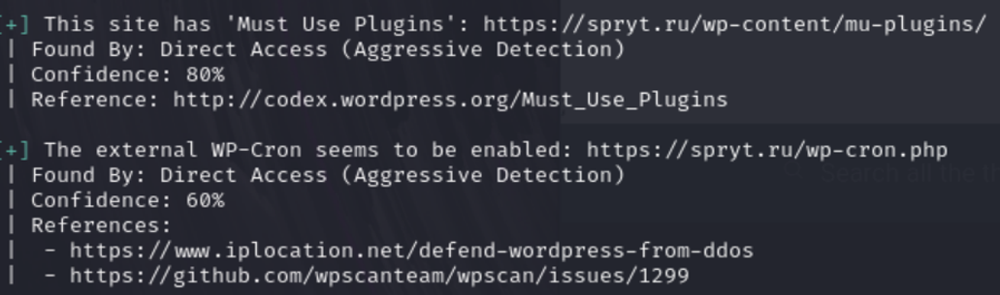 [+] This site has 'Must Use Plugins': https://spryt.ru/wp-content/mu-plugins/
| Found By: Direct Access (Aggressive Detection)
| Confidence: 80%
| Reference: http://codex.wordpress.org/Must_Use_Plugins
[+] The external WP-Cron seems to be enabled: https://spryt.ru/wp-cron.php
| Found By: Direct Access (Aggressive Detection)
| Confidence: 60%
| References:
|  - https://www.iplocation.net/defend-wordpress-from-ddos
|  - https://github.com/wpscanteam/wpscan/issues/1299
Search all the